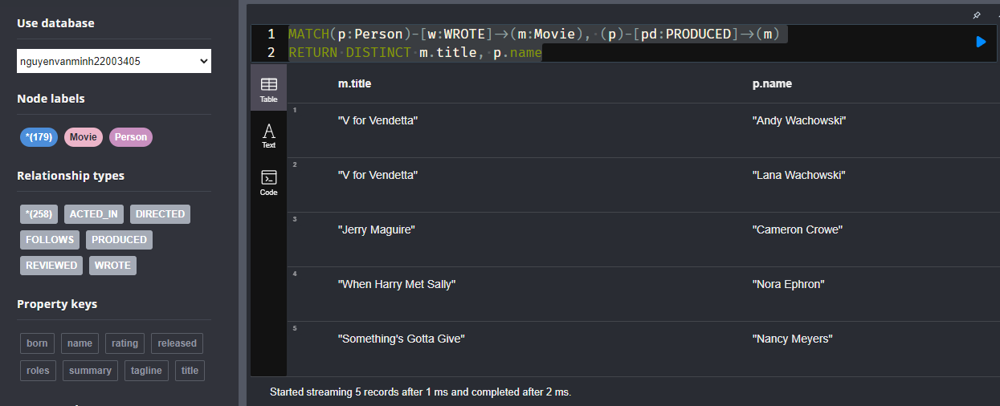 Use database
nguyenvanminh22003405
Node labels
*(179) Movie Person
Relationship types
*(258) ACTED_IN DIRECTED
FOLLOWS PRODUCED
REVIEWED WROTE
Property keys
born name rating released
roles summary tagline title
1 MATCH(p:Person)-[w:WROTE]→(m:Movie), (p)-[pd:PRODUCED]→(m)
2 RETURN DISTINCT m.title, p.name
Table
Text
Code
m.title p.name
1 "V for Vendetta" "Andy Wachowski"
2 "V for Vendetta" "Lana Wachowski"
3 "Jerry Maguire" "Cameron Crowe"
4 "When Harry Met Sally" "Nora Ephron"
5 "Something's Gotta Give" "Nancy Meyers"
Started streaming 5 records after 1 ms and completed after 2 ms.